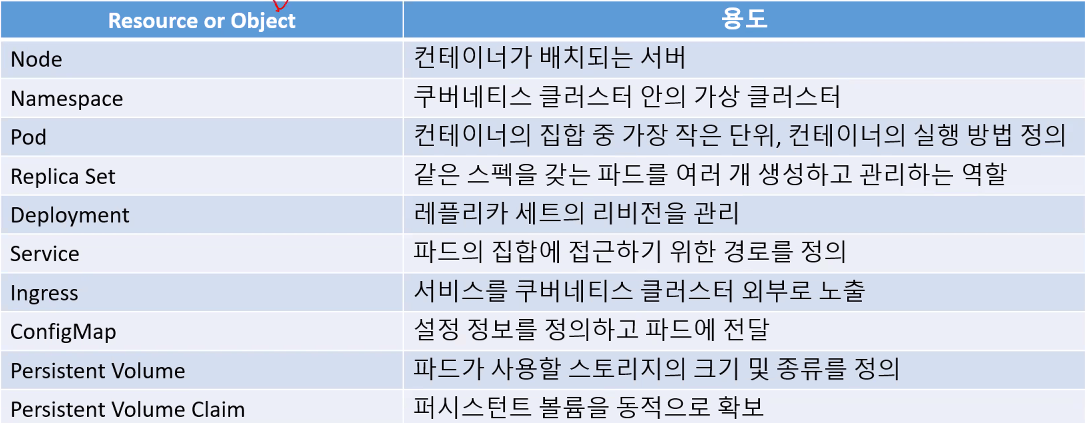 Resource or Object 용도
Node 컨테이너가 배치되는 서버
Namespace 쿠버네티스 클러스터 안의 가상 클러스터
Pod 컨테이너의 집합 중 가장 작은 단위, 컨테이너의 실행 방법 정의
Replica Set 같은 스펙을 갖는 파드를 여러 개 생성하고 관리하는 역할
Deployment 레플리카 세트의 리비전을 관리
Service 파드의 집합에 접근하기 위한 경로를 정의
Ingress 서비스를 쿠버네티스 클러스터 외부로 노출
ConfigMap 설정 정보를 정의하고 파드에 전달
Persistent Volume 파드가 사용할 스토리지의 크기 및 종류를 정의
Persistent Volume Claim 퍼시스턴트 볼륨을 동적으로 확보